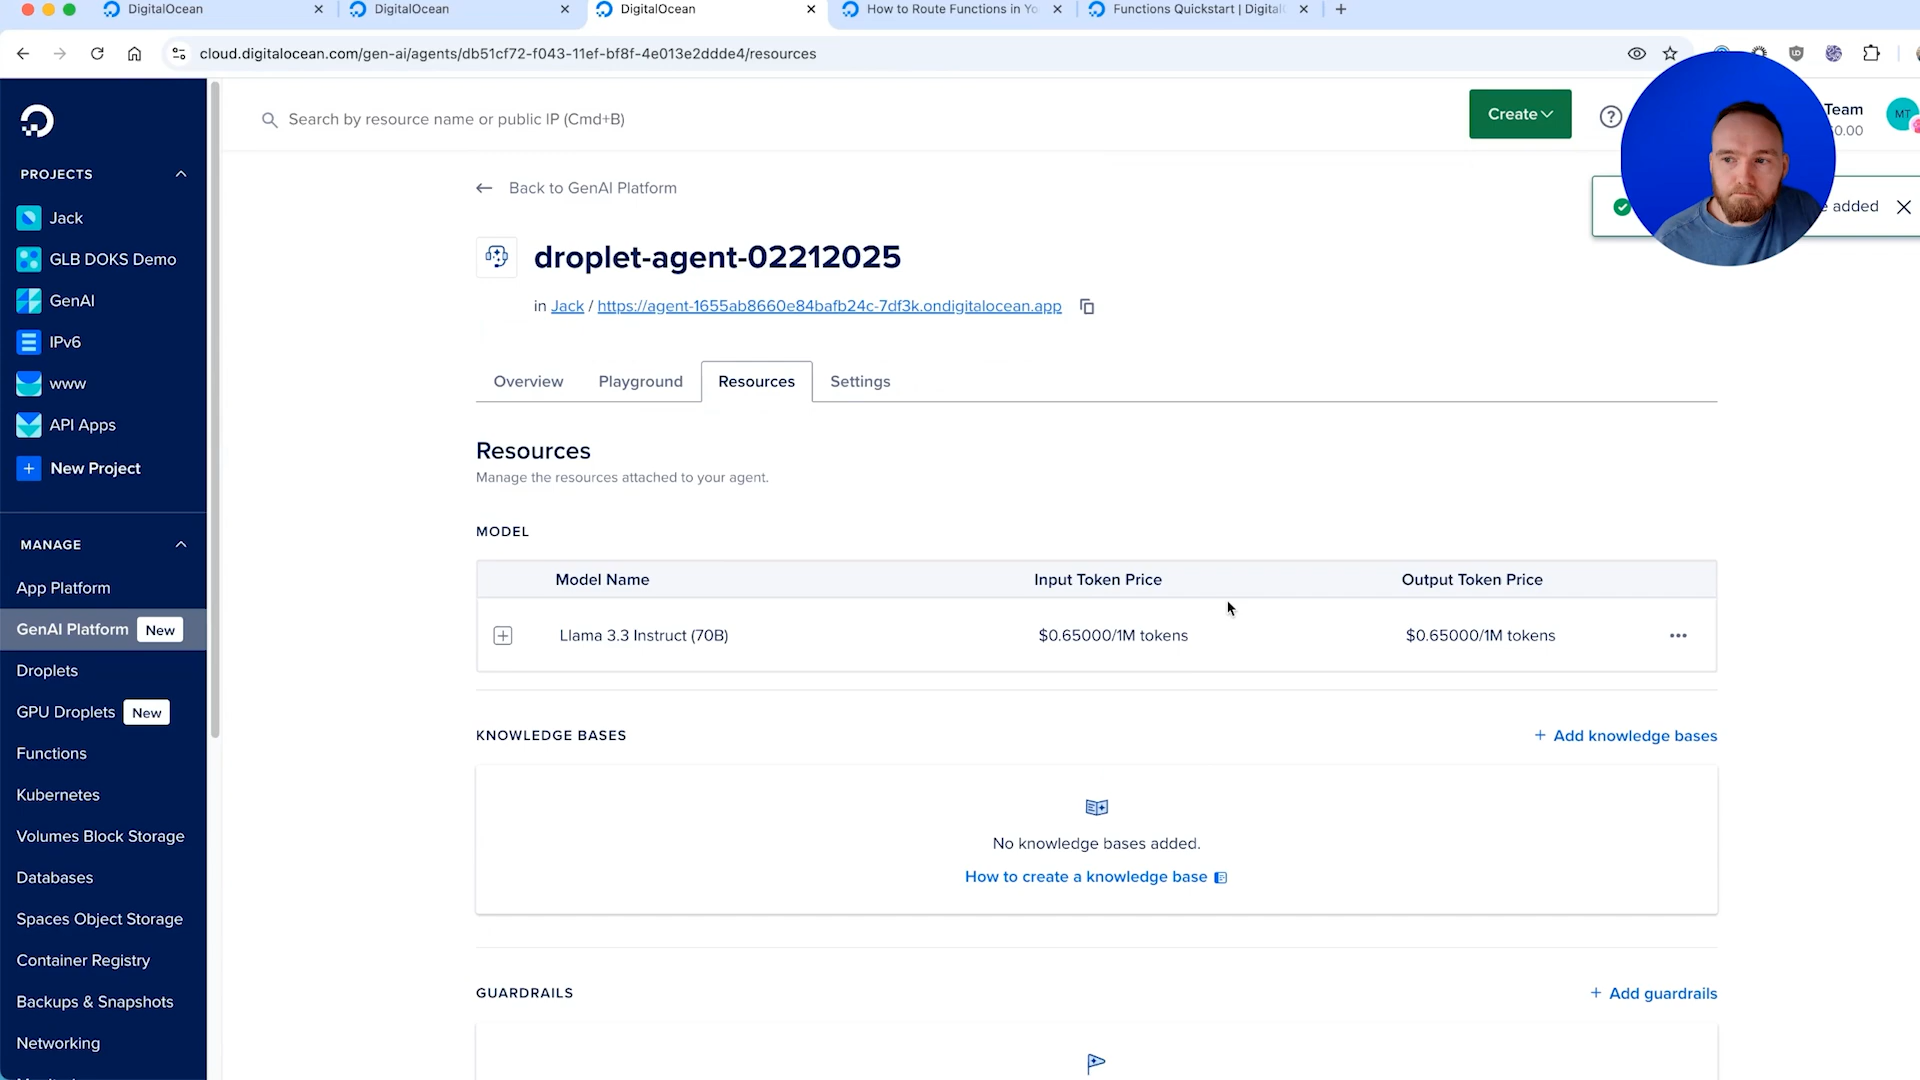 DigitalOcean
DigitalOcean
DigitalOcean
How to Route Functions in Yo
Functions Quickstart | Digital
cloud.digitalocean.com/gen-ai/agents/db51cf72-f043-11ef-bf8f-4e013e2ddde4/resources
Search by resource name or public IP (Cmd+B)
Create
Team
0.00
MT
added
PROJECTS
Jack
GLB DOKS Demo
GenAI
IPv6
www
API Apps
New Project
MANAGE
App Platform
GenAI Platform New
Droplets
GPU Droplets New
Functions
Kubernetes
Volumes Block Storage
Databases
Spaces Object Storage
Container Registry
Backups & Snapshots
Networking
Back to GenAI Platform
droplet-agent-02212025
in Jack / https://agent-1655ab8660e84bafb24c-7df3k.ondigitalocean.app
Overview
Playground
Resources
Settings
Resources
Manage the resources attached to your agent.
MODEL
Model Name
Input Token Price
Output Token Price
Llama 3.3 Instruct (70B)
$0.65000/1M tokens
$0.65000/1M tokens
KNOWLEDGE BASES
+ Add knowledge bases
No knowledge bases added.
How to create a knowledge base
GUARDRAILS
+ Add guardrails